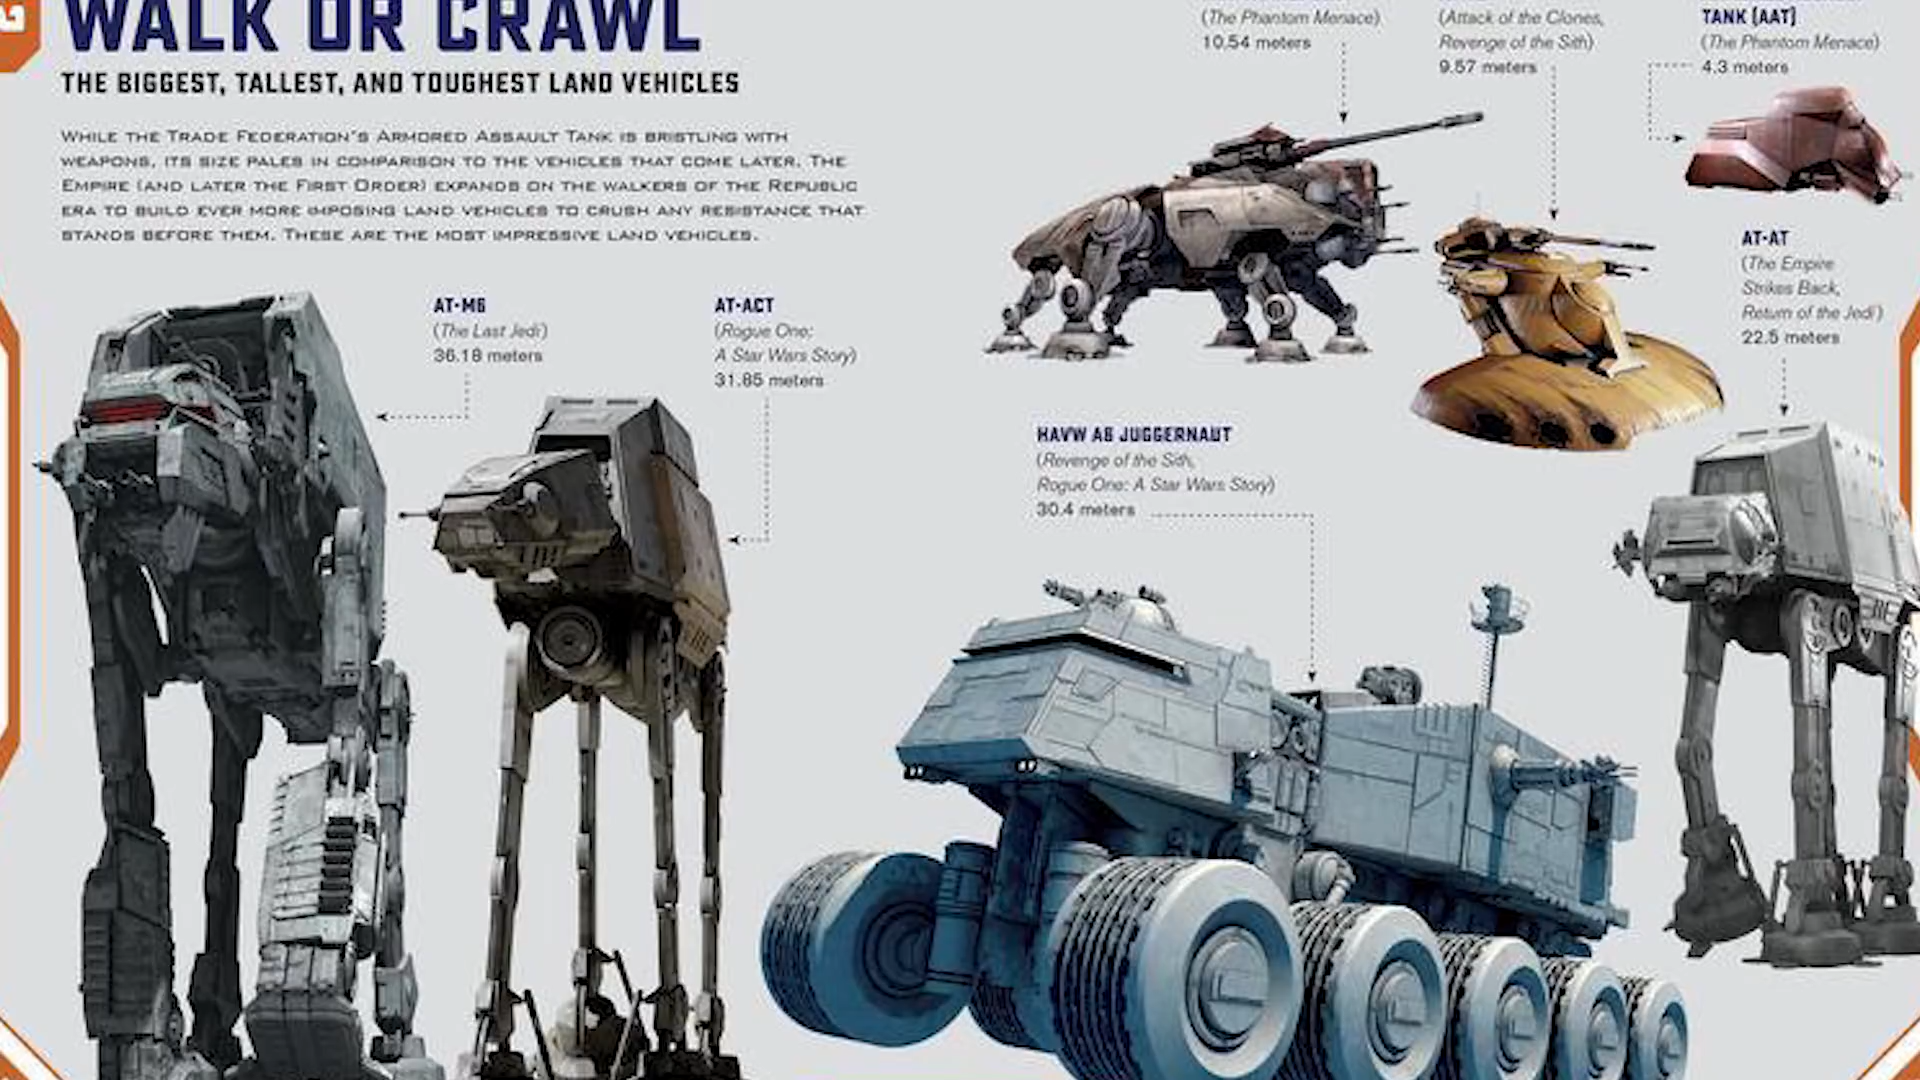 WALK OR CRAWL
THE BIGGEST, TALLEST, AND TOUGHEST LAND VEHICLES
WHILE THE TRADE FEDERATION'S ARMORED ASSAULT TANK IS BRISTLING WITH
WEAPONS, ITS SIZE PALES IN COMPARISON TO THE VEHICLES THAT COME LATER. THE
EMPIRE (AND LATER THE FIRST ORDER) EXPANDS ON THE WALKERS OF THE REPUBLIC
ERA TO BUILD EVER MORE IMPOSING LAND VEHICLES TO CRUSH ANY RESISTANCE THAT
STANDS BEFORE THEM. THESE ARE THE MOST IMPRESSIVE LAND VEHICLES.
AT-M6
(The Last Jedi)
36.18 meters
AT-ACT
(Rogue One:
A Star Wars Story)
31.85 meters
(The Phantom Menace)
10.54 meters
(Attack of the Clones,
Revenge of the Sith)
9.57 meters
TANK (AAT)
(The Phantom Menace)
4.3 meters
HAVW A6 JUGGERNAUT
(Revenge of the Sith,
Rogue One: A Star Wars Story)
30.4 meters
AT-AT
(The Empire
Strikes Back,
Return of the Jedi)
22.5 meters